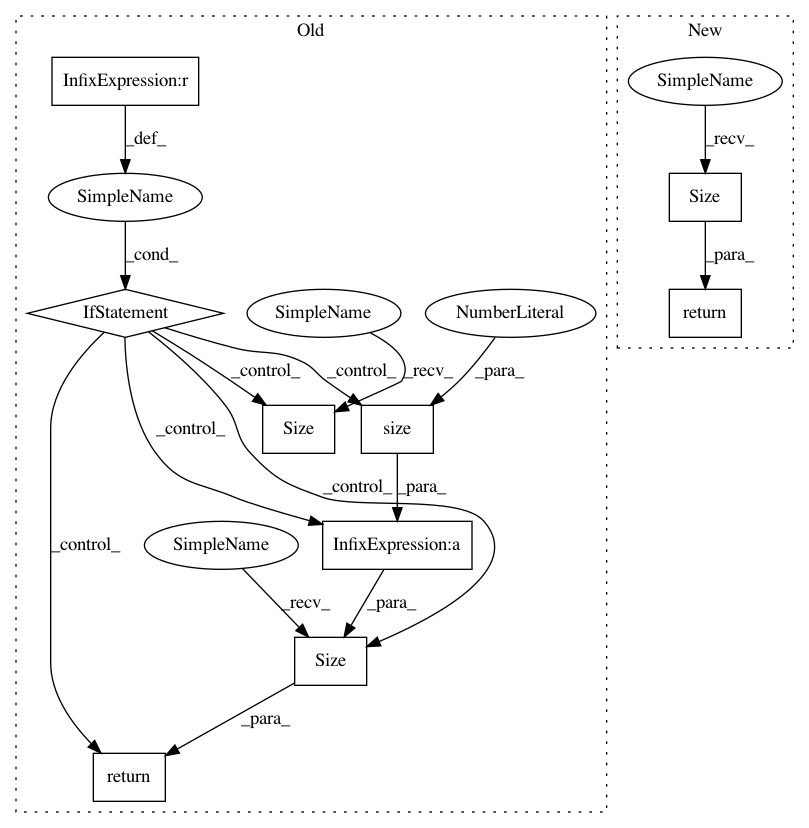 Old
New
InfixExpression:r
SimpleName
_def_
_recv_
SimpleName
Size
_cond_
_para_
IfStatement
SimpleName
NumberLiteral
return
_control_
_control_
_recv_
_para_
Size
size
_control_
_control_
_para_
_control_
SimpleName
InfixExpression:a
_recv_
_para_
Size
_para_
return